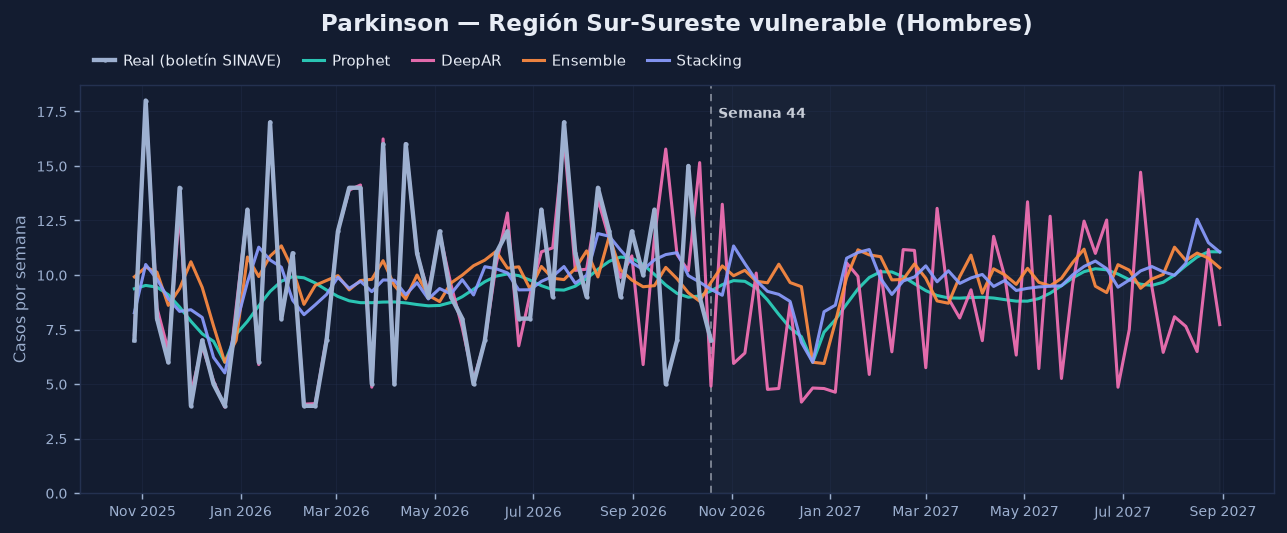 Parkinson — Región Sur-Sureste vulnerable (Hombres)
Real (boletín SINAVE) Prophet DeepAR Ensemble Stacking
Semana 44
Casos por semana
17.5
15.0
12.5
10.0
7.5
5.0
2.5
0.0
Nov 2025 Jan 2026 Mar 2026 May 2026 Jul 2026 Sep 2026 Nov 2026 Jan 2027 Mar 2027 May 2027 Jul 2027 Sep 2027